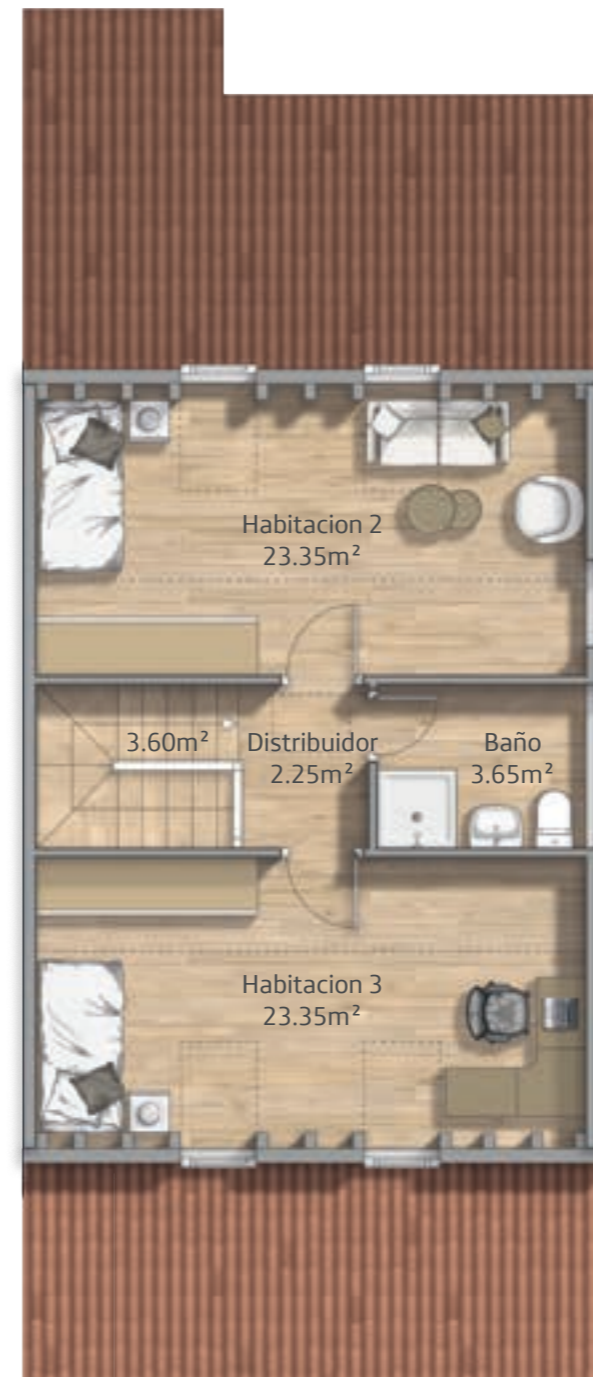 Habitacion 2
23.35m²
3.60m²
Distribuidor
2.25m²
Baño
3.65m²
Habitacion 3
23.35m²